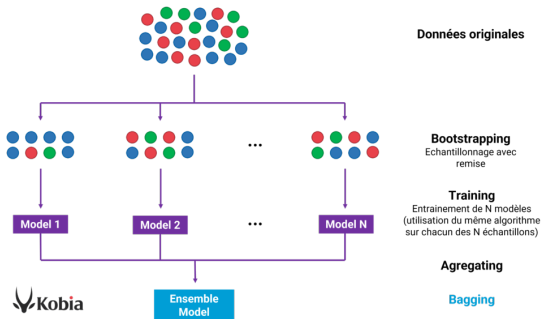 Données originales
...
Bootstrapping
Echantillonnage avec
remise
Training
Entrainement de N modèles
(utilisation du même algorithme
sur chacun des N échantillons)
Model 1
Model 2
...
Model N
Agregating
Kobia
Ensemble
Model
Bagging